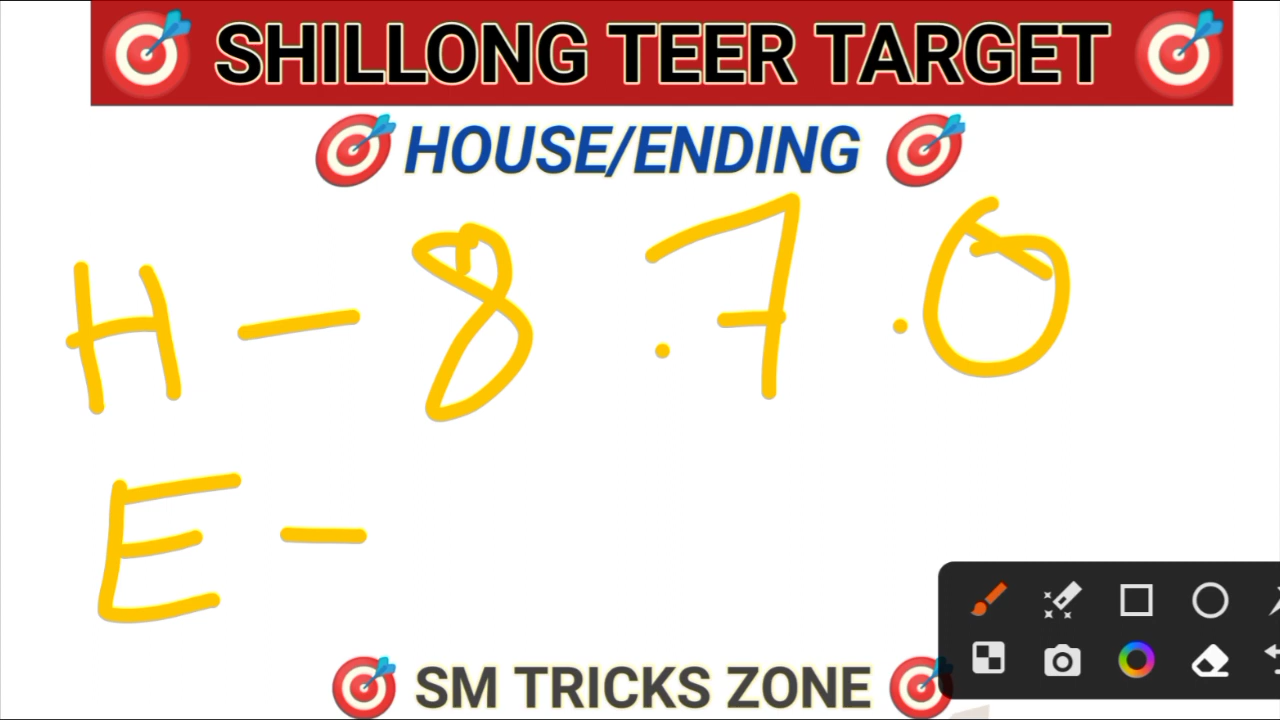 SHILLONG TEER TARGET
HOUSE/ENDING
H - 8 . 7 . 0
E -
SM TRICKS ZONE